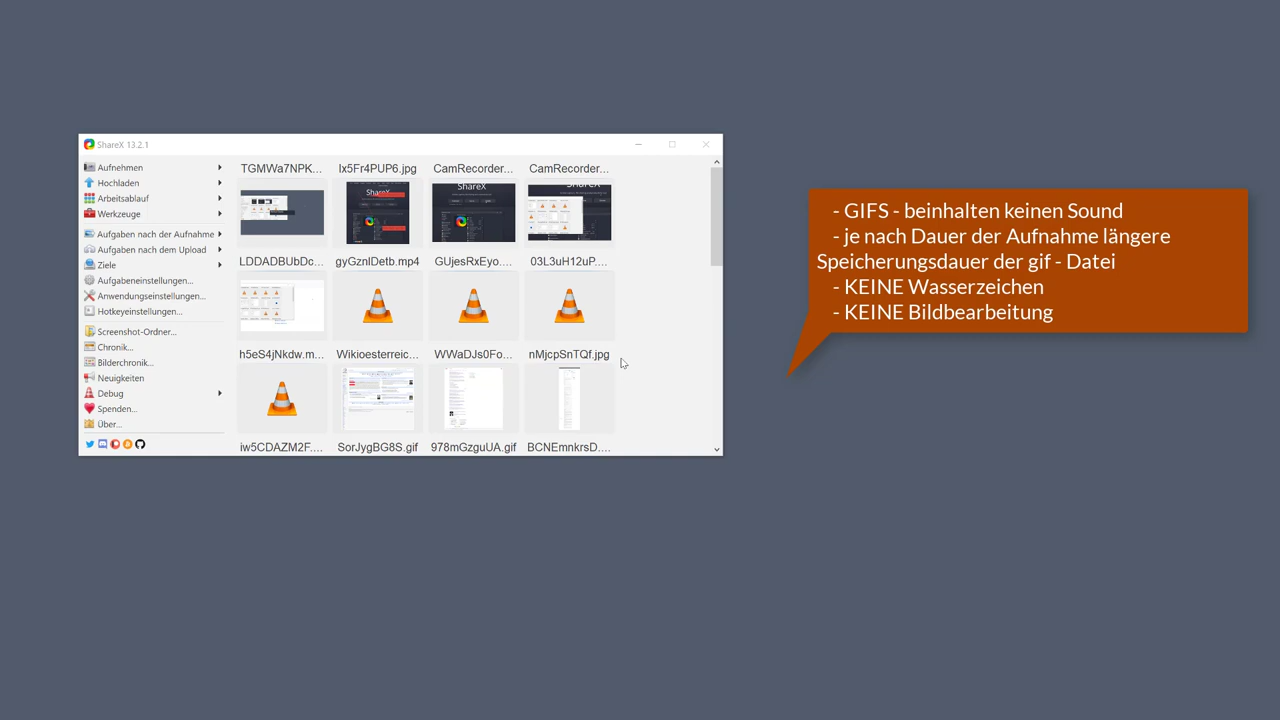 ShareX 13.2.1
Aufnehmen
Hochladen
Arbeitsablauf
Werkzeuge
Aufgaben nach der Aufnahme
Aufgaben nach dem Upload
Ziele
Aufgabeneinstellungen...
Anwendungseinstellungen...
Hotkeyeinstellungen...
Screenshot-Ordner...
Chronik...
Bilderchronik...
Neuigkeiten
Debug
Spenden...
Über...
TGMWa7NPK... lx5Fr4PUP6.jpg CamRecorder... CamRecorder...
LDDADBUbDc... gyGznlDetb.mp4 GUjesRxEyo.... 03L3uH12uP....
h5eS4jNkdw.m... Wikioesterreic... WWaDJs0Fo... nMjcpSnTQf.jpg
iw5CDAZM2F.... SorJygBG8S.gif 978mGzguUA.gif BCNEmnkrsD....
- GIFS - beinhalten keinen Sound
- je nach Dauer der Aufnahme längere
Speicherungsdauer der gif - Datei
- KEINE Wasserzeichen
- KEINE Bildbearbeitung